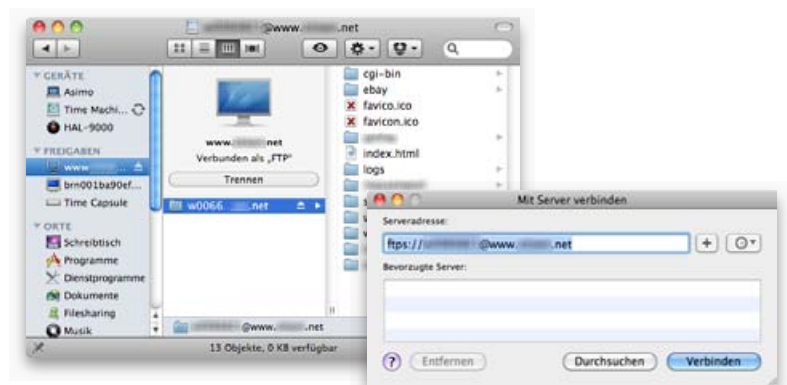 @www. .net
GERÄTE
Asimo
Time Machi...
HAL-9000
FREIGABEN
www ...
brn001ba90ef...
Time Capsule
ORTE
Schreibtisch
Programme
Dienstprogramme
Dokumente
Filesharing
Musik
www. net
Verbunden als „FTP"
Trennen
w0066 .net
cgi-bin
ebay
favico.ico
favicon.ico
index.html
logs
@www. .net
13 Objekte, 0 KB verfügbar
Mit Server verbinden
Serveradresse:
ftps:// @www. .net
Bevorzugte Server:
Entfernen
Durchsuchen
Verbinden